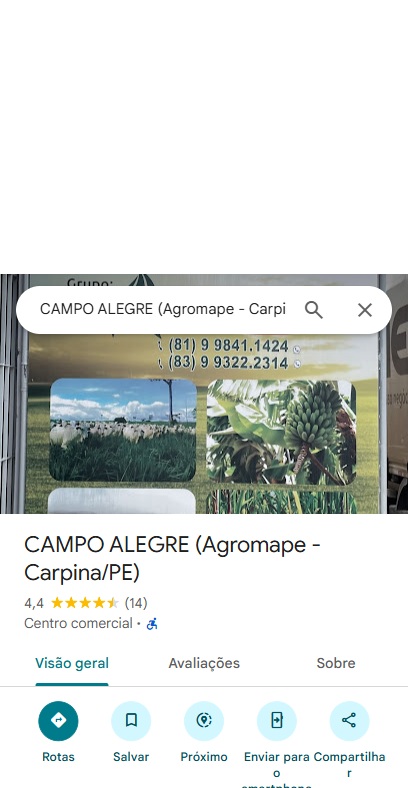 Grupo:
CAMPO ALEGRE (Agromape - Carpi
(81) 9 9841.1424
(83) 9 9322.2314
CAMPO ALEGRE (Agromape -
Carpina/PE)
4,4 (14)
Centro comercial ·
Visão geral Avaliações Sobre
Rotas Salvar Próximo Enviar para Compartilha
o r
smartphone